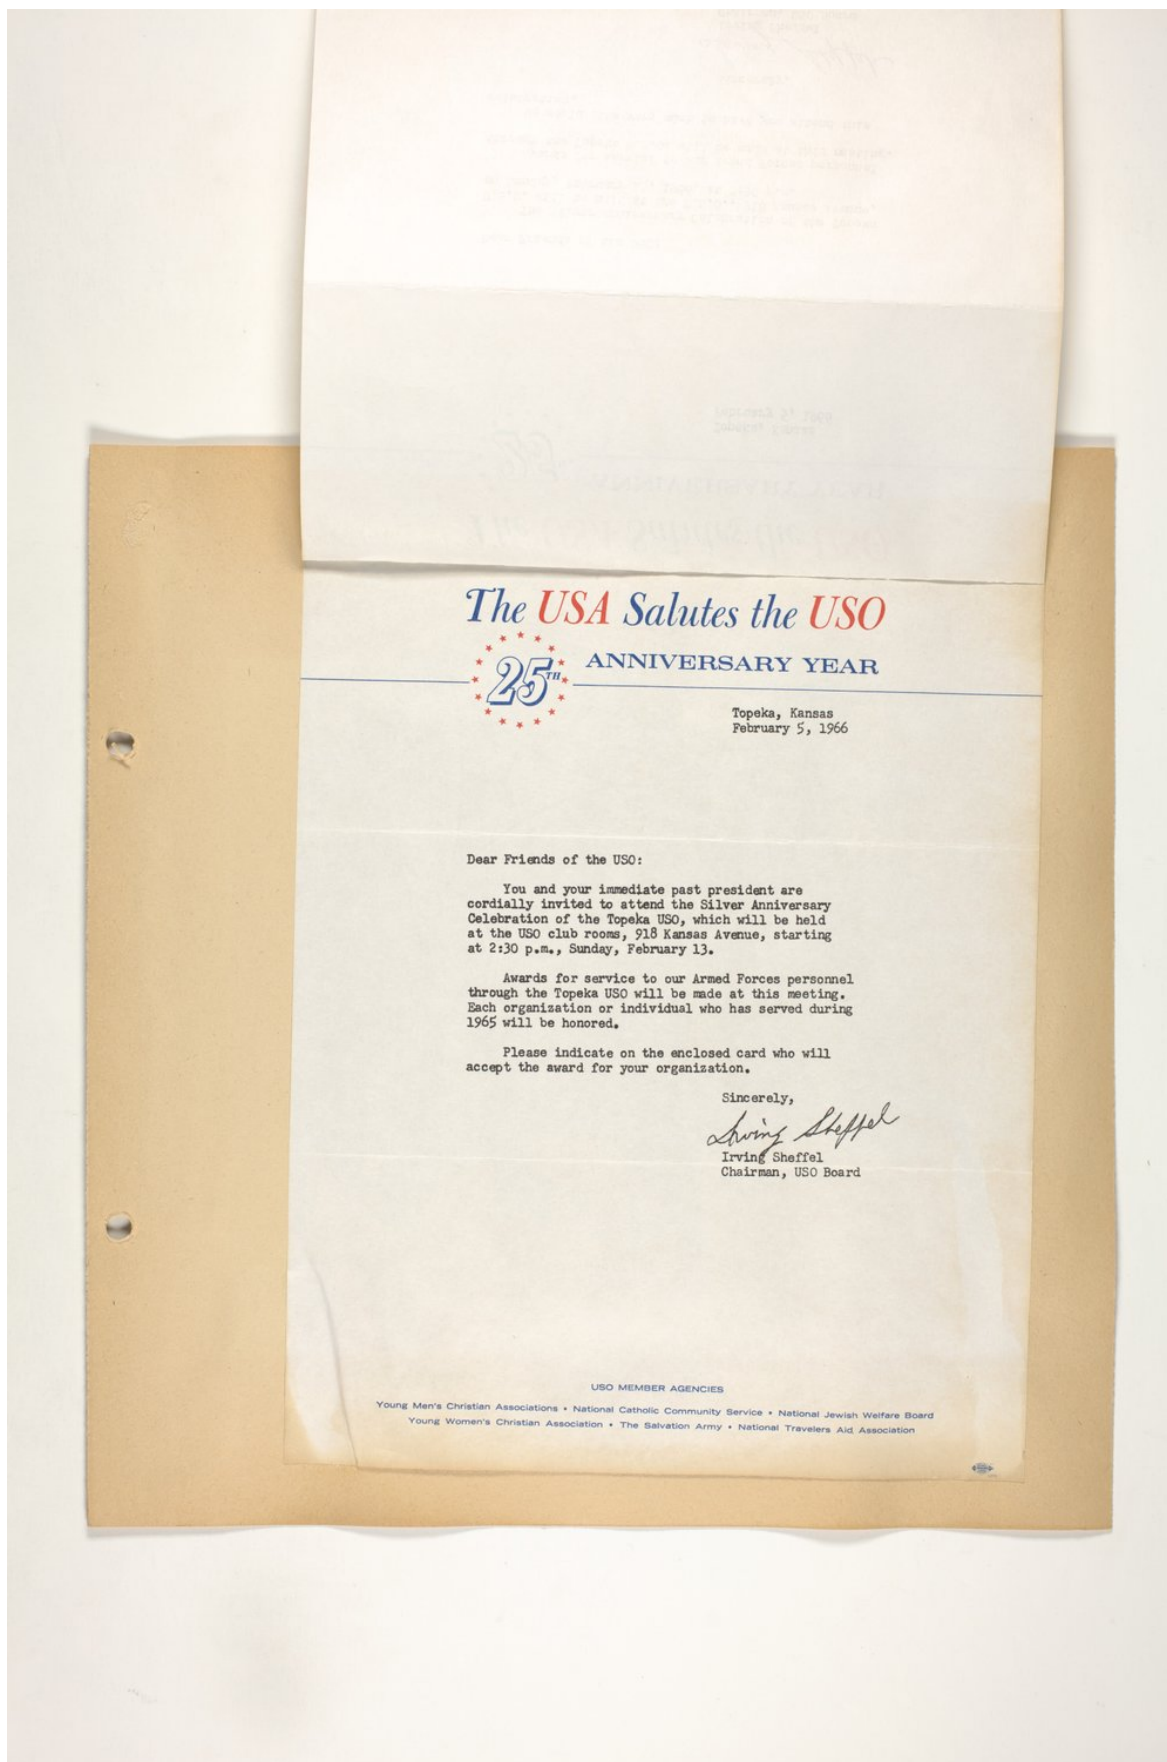 The USA Salutes the USO
25TH ANNIVERSARY YEAR
Topeka, Kansas
February 5, 1966
Dear Friends of the USO:
You and your immediate past president are
cordially invited to attend the Silver Anniversary
Celebration of the Topeka USO, which will be held
at the USO club rooms, 918 Kansas Avenue, starting
at 2:30 p.m., Sunday, February 13.
Awards for service to our Armed Forces personnel
through the Topeka USO will be made at this meeting.
Each organization or individual who has served during
1965 will be honored.
Please indicate on the enclosed card who will
accept the award for your organization.
Sincerely,
Irving Sheffel
Irving Sheffel
Chairman, USO Board
USO MEMBER AGENCIES
Young Men's Christian Associations • National Catholic Community Service • National Jewish Welfare Board
Young Women's Christian Association • The Salvation Army • National Travelers Aid Association